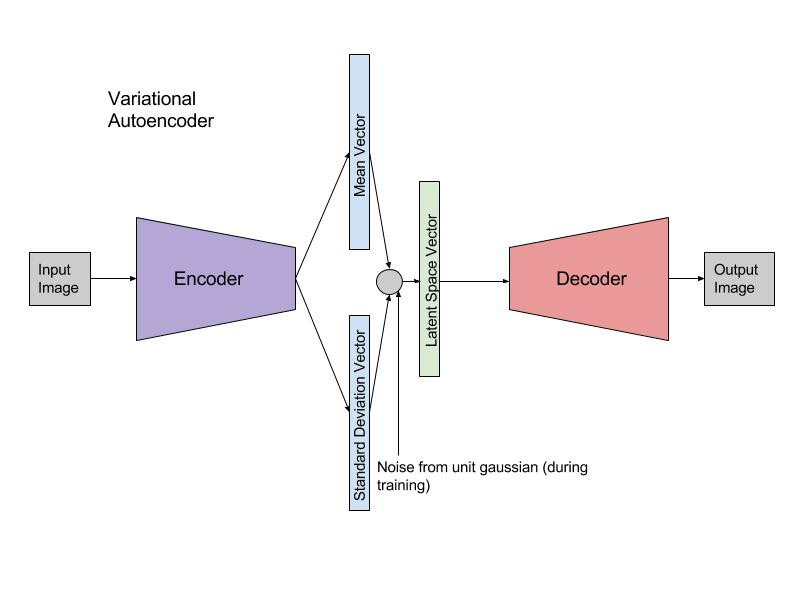 Variational
Autoencoder
Mean Vector
Input
Image
Encoder
Latent Space Vector
Decoder
Output
Image
Standard Deviation Vector
Noise from unit gaussian (during
training)